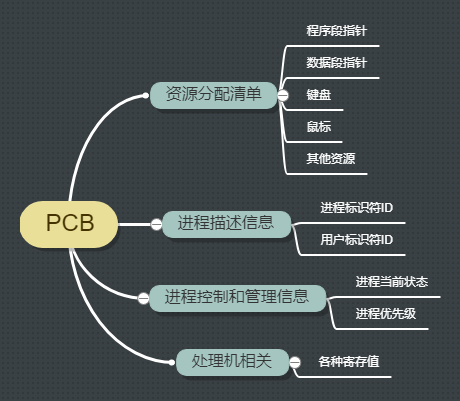 PCB
资源分配清单
程序段指针
数据段指针
键盘
鼠标
其他资源
进程描述信息
进程标识符ID
用户标识符ID
进程控制和管理信息
进程当前状态
进程优先级
处理机相关
各种寄存值